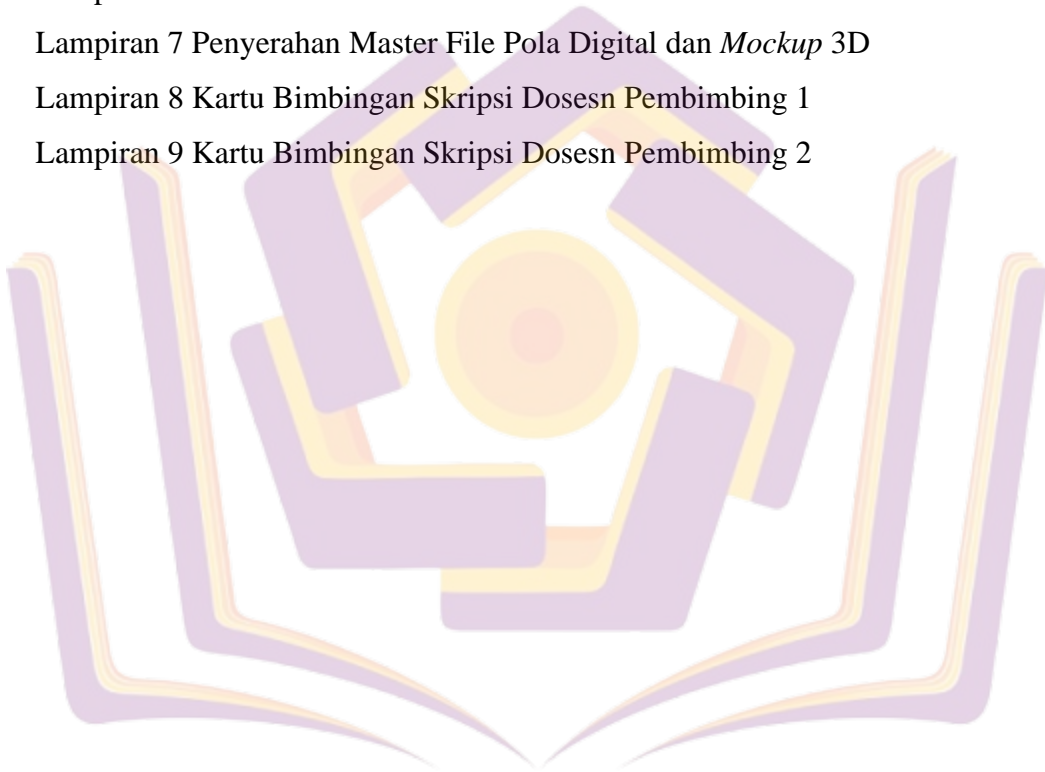 Lampiran 7 Penyerahan Master File Pola Digital dan Mockup 3D
Lampiran 8 Kartu Bimbingan Skripsi Dosesn Pembimbing 1
Lampiran 9 Kartu Bimbingan Skripsi Dosesn Pembimbing 2